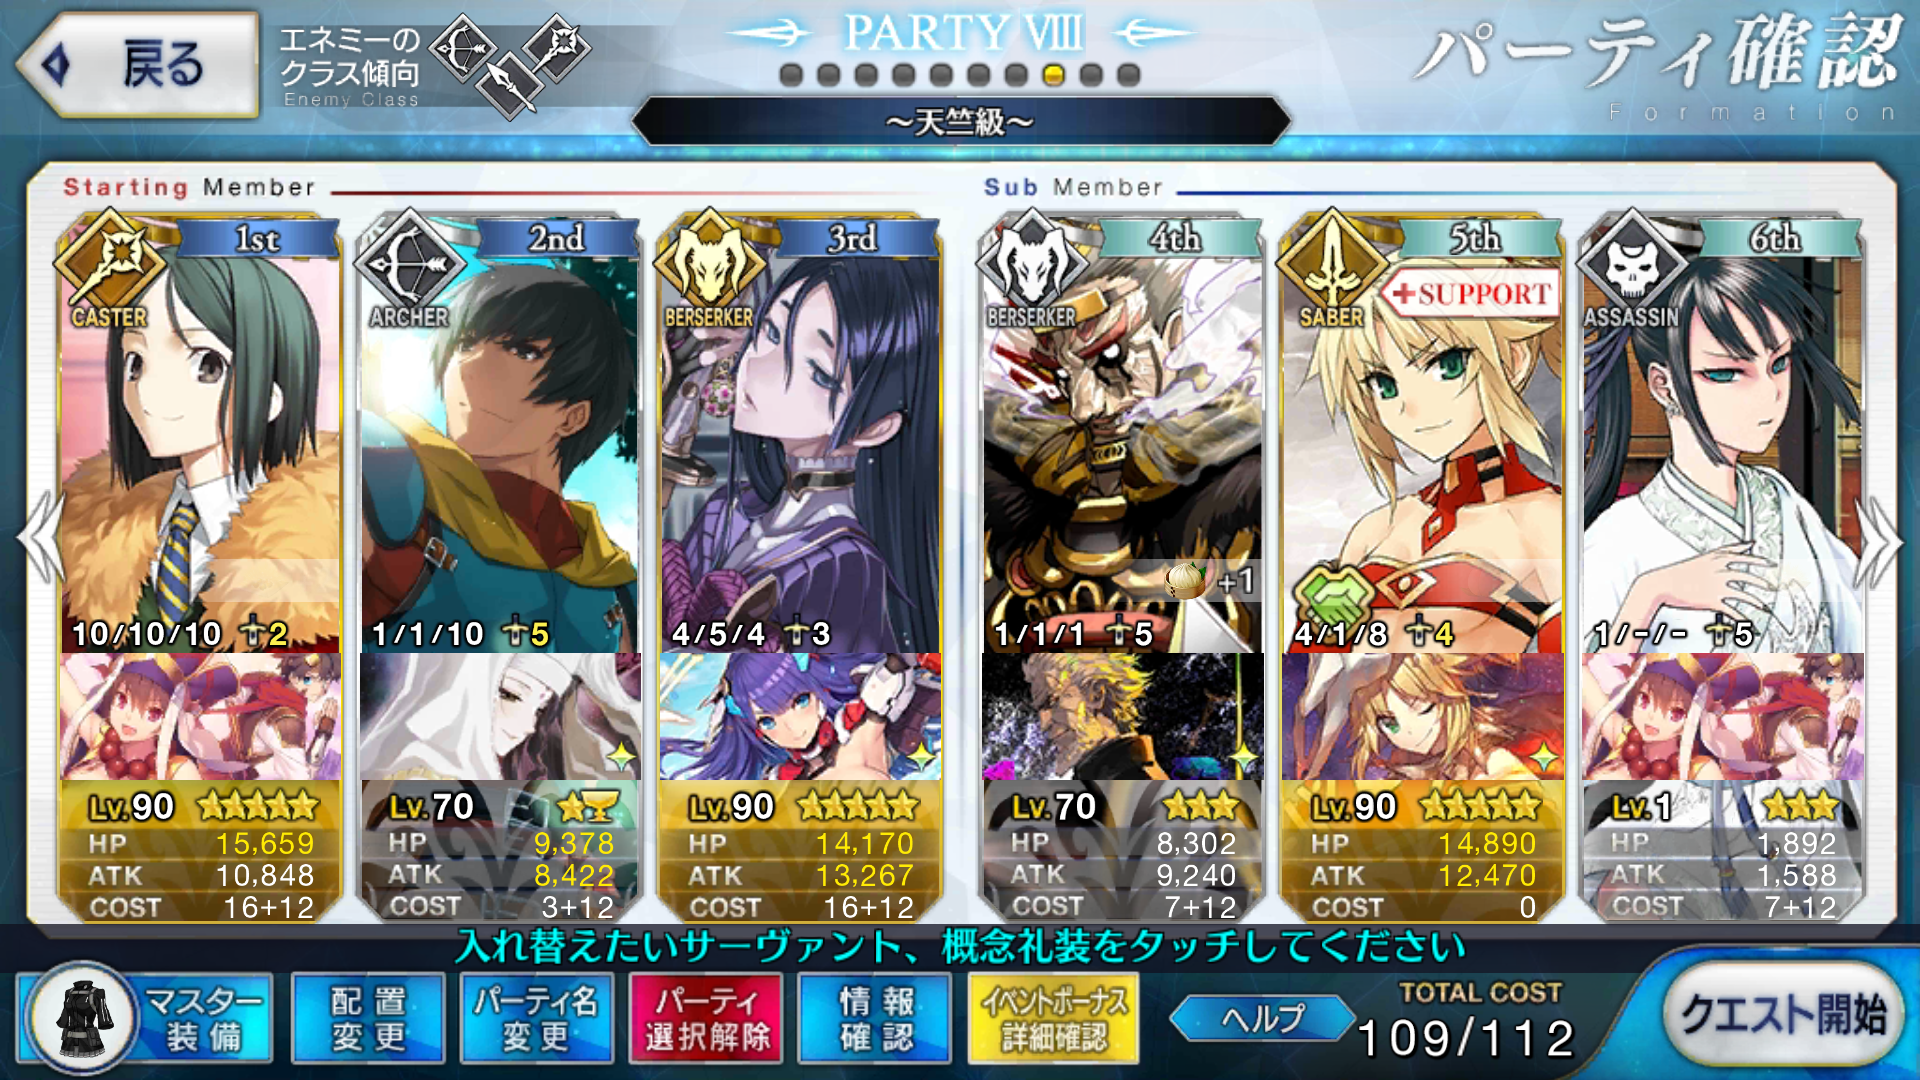 戻る
エネミーの
クラス傾向
Enemy Class
PARTY Ⅷ
~天竺級~
パーティ確認
Formation
Starting Member
Sub Member
1st
2nd
3rd
4th
5th
6th
CASTER
ARCHER
BERSERKER
BERSERKER
SABER
+SUPPORT
ASSASSIN
+1
10/10/10 2
1/1/10 5
4/5/4 3
1/1/1 5
4/1/8 4
1/-/- 5
Lv.90
HP 15,659
ATK 10,848
COST 16+12
Lv.70
HP 9,378
ATK 8,422
COST 3+12
Lv.90
HP 14,170
ATK 13,267
COST 16+12
Lv.70
HP 8,302
ATK 9,240
COST 7+12
Lv.90
HP 14,890
ATK 12,470
COST 0
Lv.1
HP 1,892
ATK 1,588
COST 7+12
入れ替えたいサーヴァント、概念礼装をタッチしてください
マスター
装備
配置
変更
パーティ名
変更
パーティ
選択解除
情報
確認
イベントボーナス
詳細確認
ヘルプ
TOTAL COST
109/112
クエスト開始